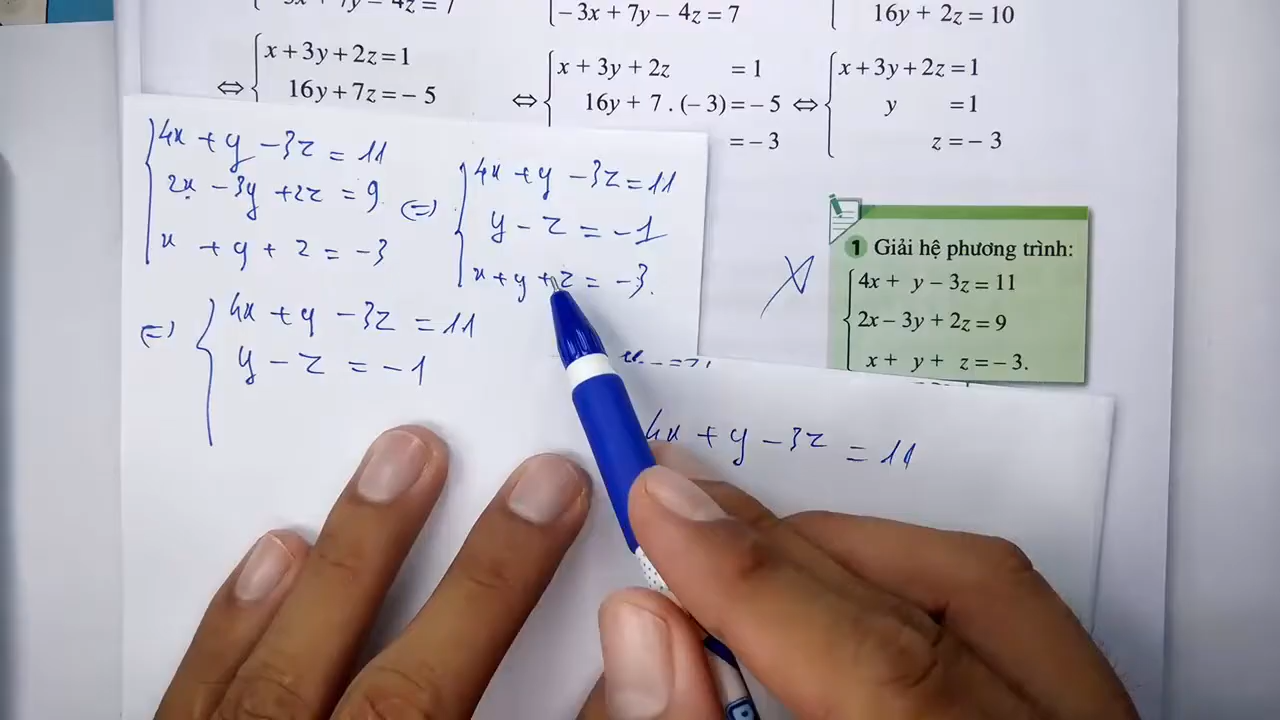 − 3x + 7y − 4z = 7
16y + 2z = 10
x + 3y + 2z = 1
16y + 7z = − 5
⇔
x + 3y + 2z = 1
16y + 7 . (− 3) = − 5
= − 3
⇔
x + 3y + 2z = 1
y = 1
z = − 3
⇔
4x + y − 3z = 11
2x − 3y + 2z = 9
x + y + z = −3
⇔
4x + y − 3z = 11
y − z = −1
x + y + z = −3.
⇔
4x + y − 3z = 11
y − z = −1
1 Giải hệ phương trình:
4x + y − 3z = 11
2x − 3y + 2z = 9
x + y + z = − 3.
4x + y − 3z = 11